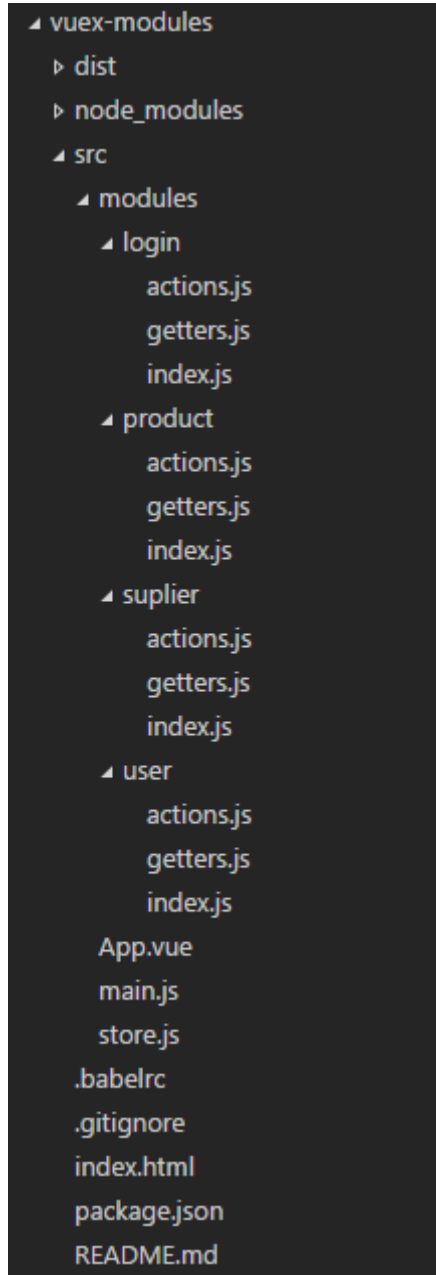 vuex-modules
dist
node_modules
src
modules
login
actions.js
getters.js
index.js
product
actions.js
getters.js
index.js
suplier
actions.js
getters.js
index.js
user
actions.js
getters.js
index.js
App.vue
main.js
store.js
.babelrc
.gitignore
index.html
package.json
README.md